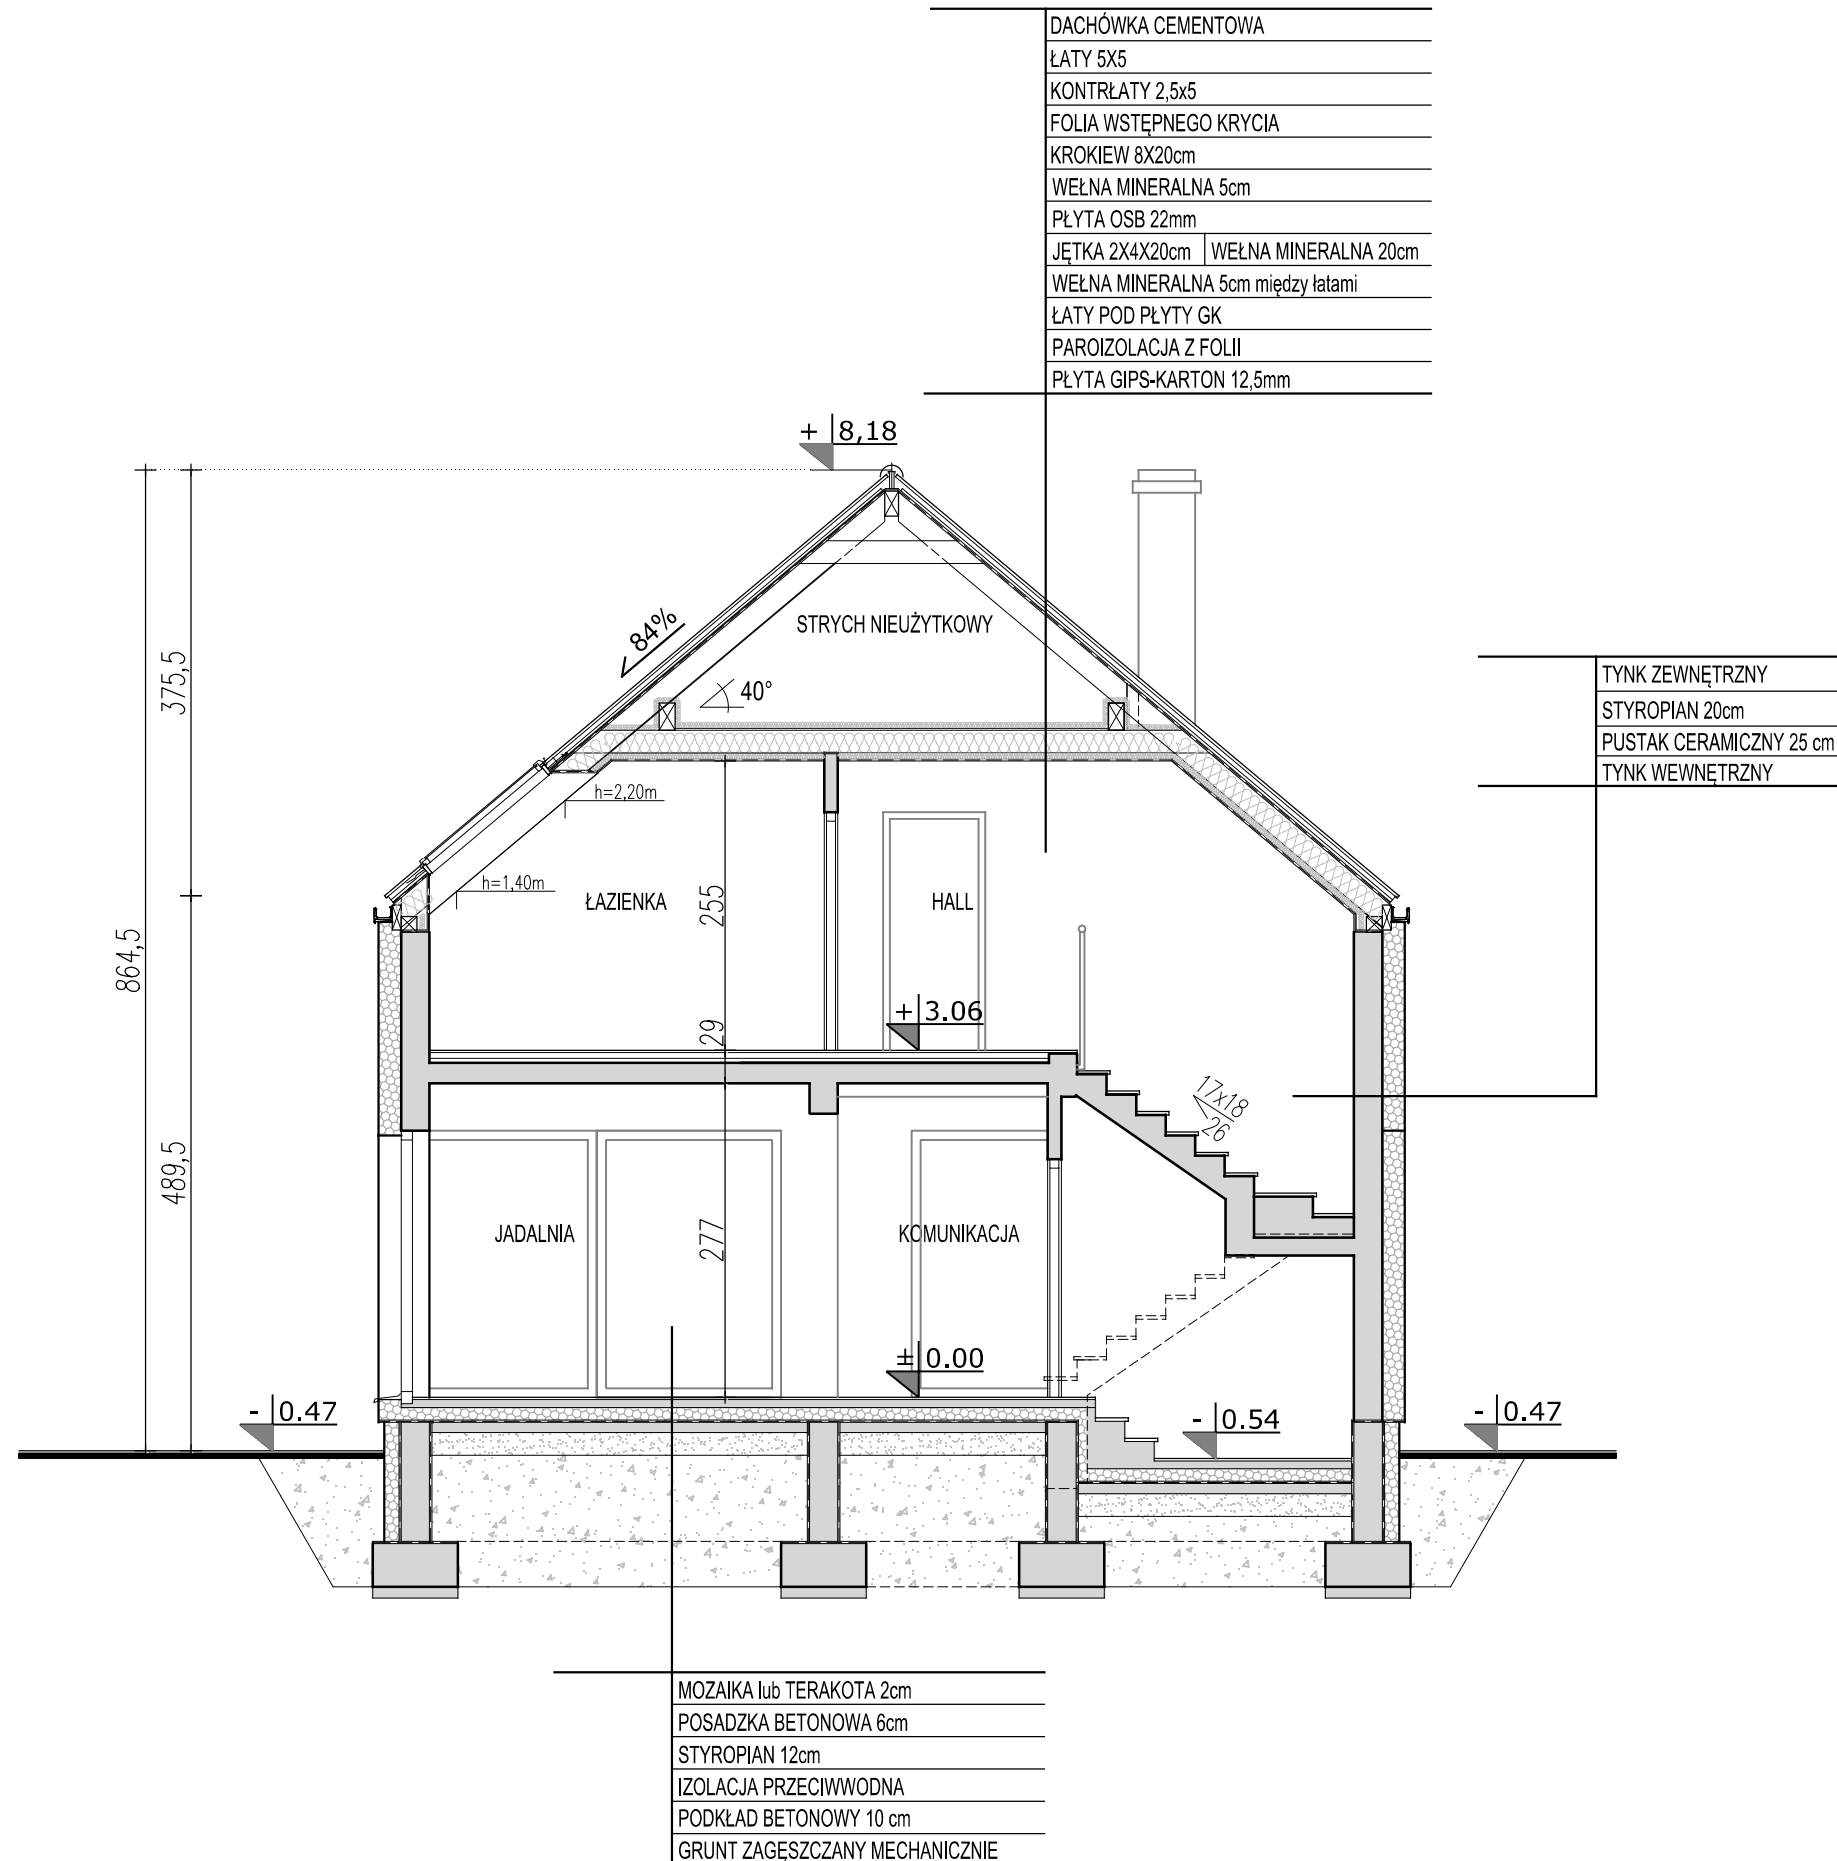 DACHÓWKA CEMENTOWA
ŁATY 5X5
KONTRŁATY 2,5x5
FOLIA WSTĘPNEGO KRYCIA
KROKIEW 8X20cm
WEŁNA MINERALNA 5cm
PŁYTA OSB 22mm
JĘTKA 2X4X20cm WEŁNA MINERALNA 20cm
WEŁNA MINERALNA 5cm między łatami
ŁATY POD PŁYTY GK
PAROIZOLACJA Z FOLII
PŁYTA GIPS-KARTON 12,5mm
+ 8,18
84%
STRYCH NIEUŻYTKOWY
40°
375,5
TYNK ZEWNĘTRZNY
STYROPIAN 20cm
PUSTAK CERAMICZNY 25 cm
TYNK WEWNĘTRZNY
h=2,20m
h=1,40m
ŁAZIENKA
255
HALL
864,5
+ 3.06
29
17x18
26
489,5
JADALNIA
277
KOMUNIKACJA
± 0.00
- 0.47
- 0.54
- 0.47
MOZAIKA lub TERAKOTA 2cm
POSADZKA BETONOWA 6cm
STYROPIAN 12cm
IZOLACJA PRZECIWWODNA
PODKŁAD BETONOWY 10 cm
GRUNT ZAGĘSZCZANY MECHANICZNIE